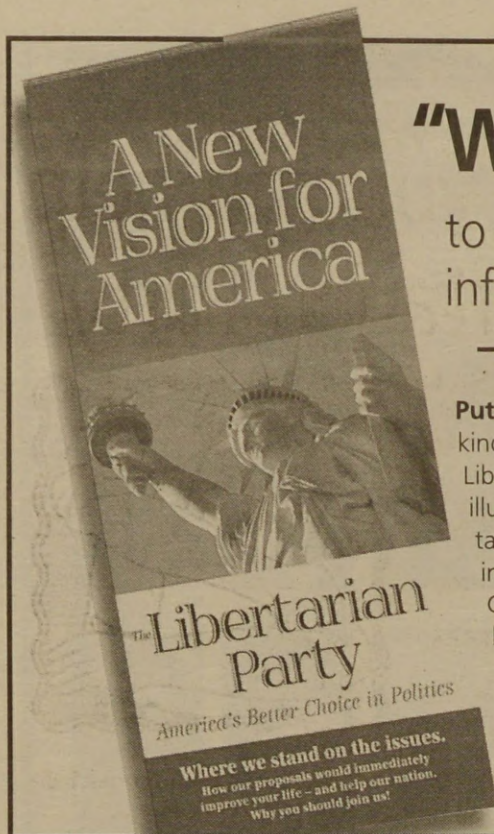 A New
Vision for
America
The Libertarian
Party
America's Better Choice in Politics
Where we stand on the issues.
How our proposals would immediately
improve your life – and help our nation.
Why you should join us!
"W
to
inf
Put
kind
Lib
illu
ta
in